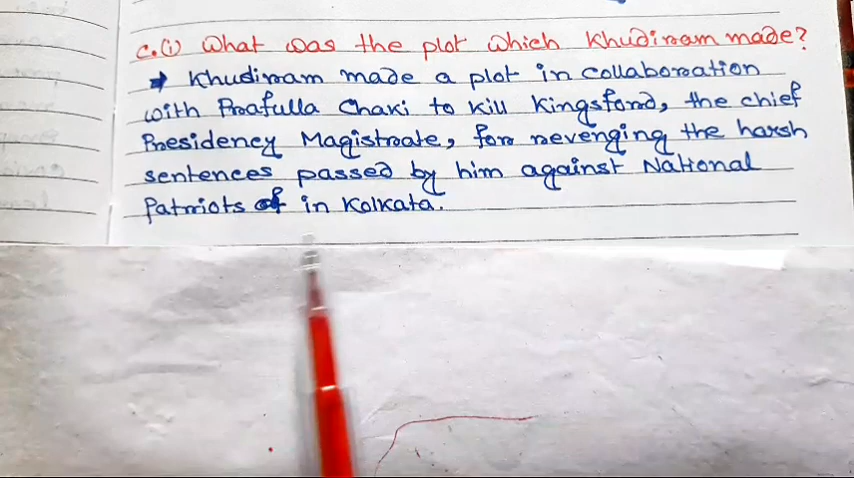 C.(i) What was the plot which Khudiram made?
→ Khudiram made a plot in collaboration
with Prafulla Chaki to kill Kingsford, the chief
Presidency Magistrate, for revenging the harsh
sentences passed by him against National
Patriots in Kolkata.